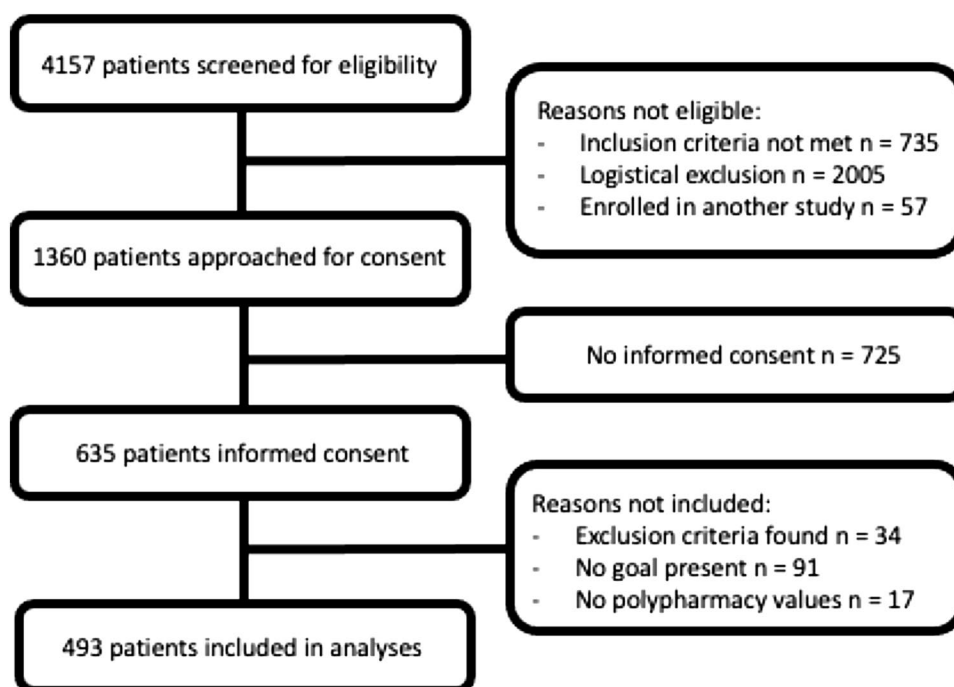 4157 patients screened for eligibility
Reasons not eligible:
- Inclusion criteria not met n = 735
- Logistical exclusion n = 2005
- Enrolled in another study n = 57
1360 patients approached for consent
No informed consent n = 725
635 patients informed consent
Reasons not included:
- Exclusion criteria found n = 34
- No goal present n = 91
- No polypharmacy values n = 17
493 patients included in analyses